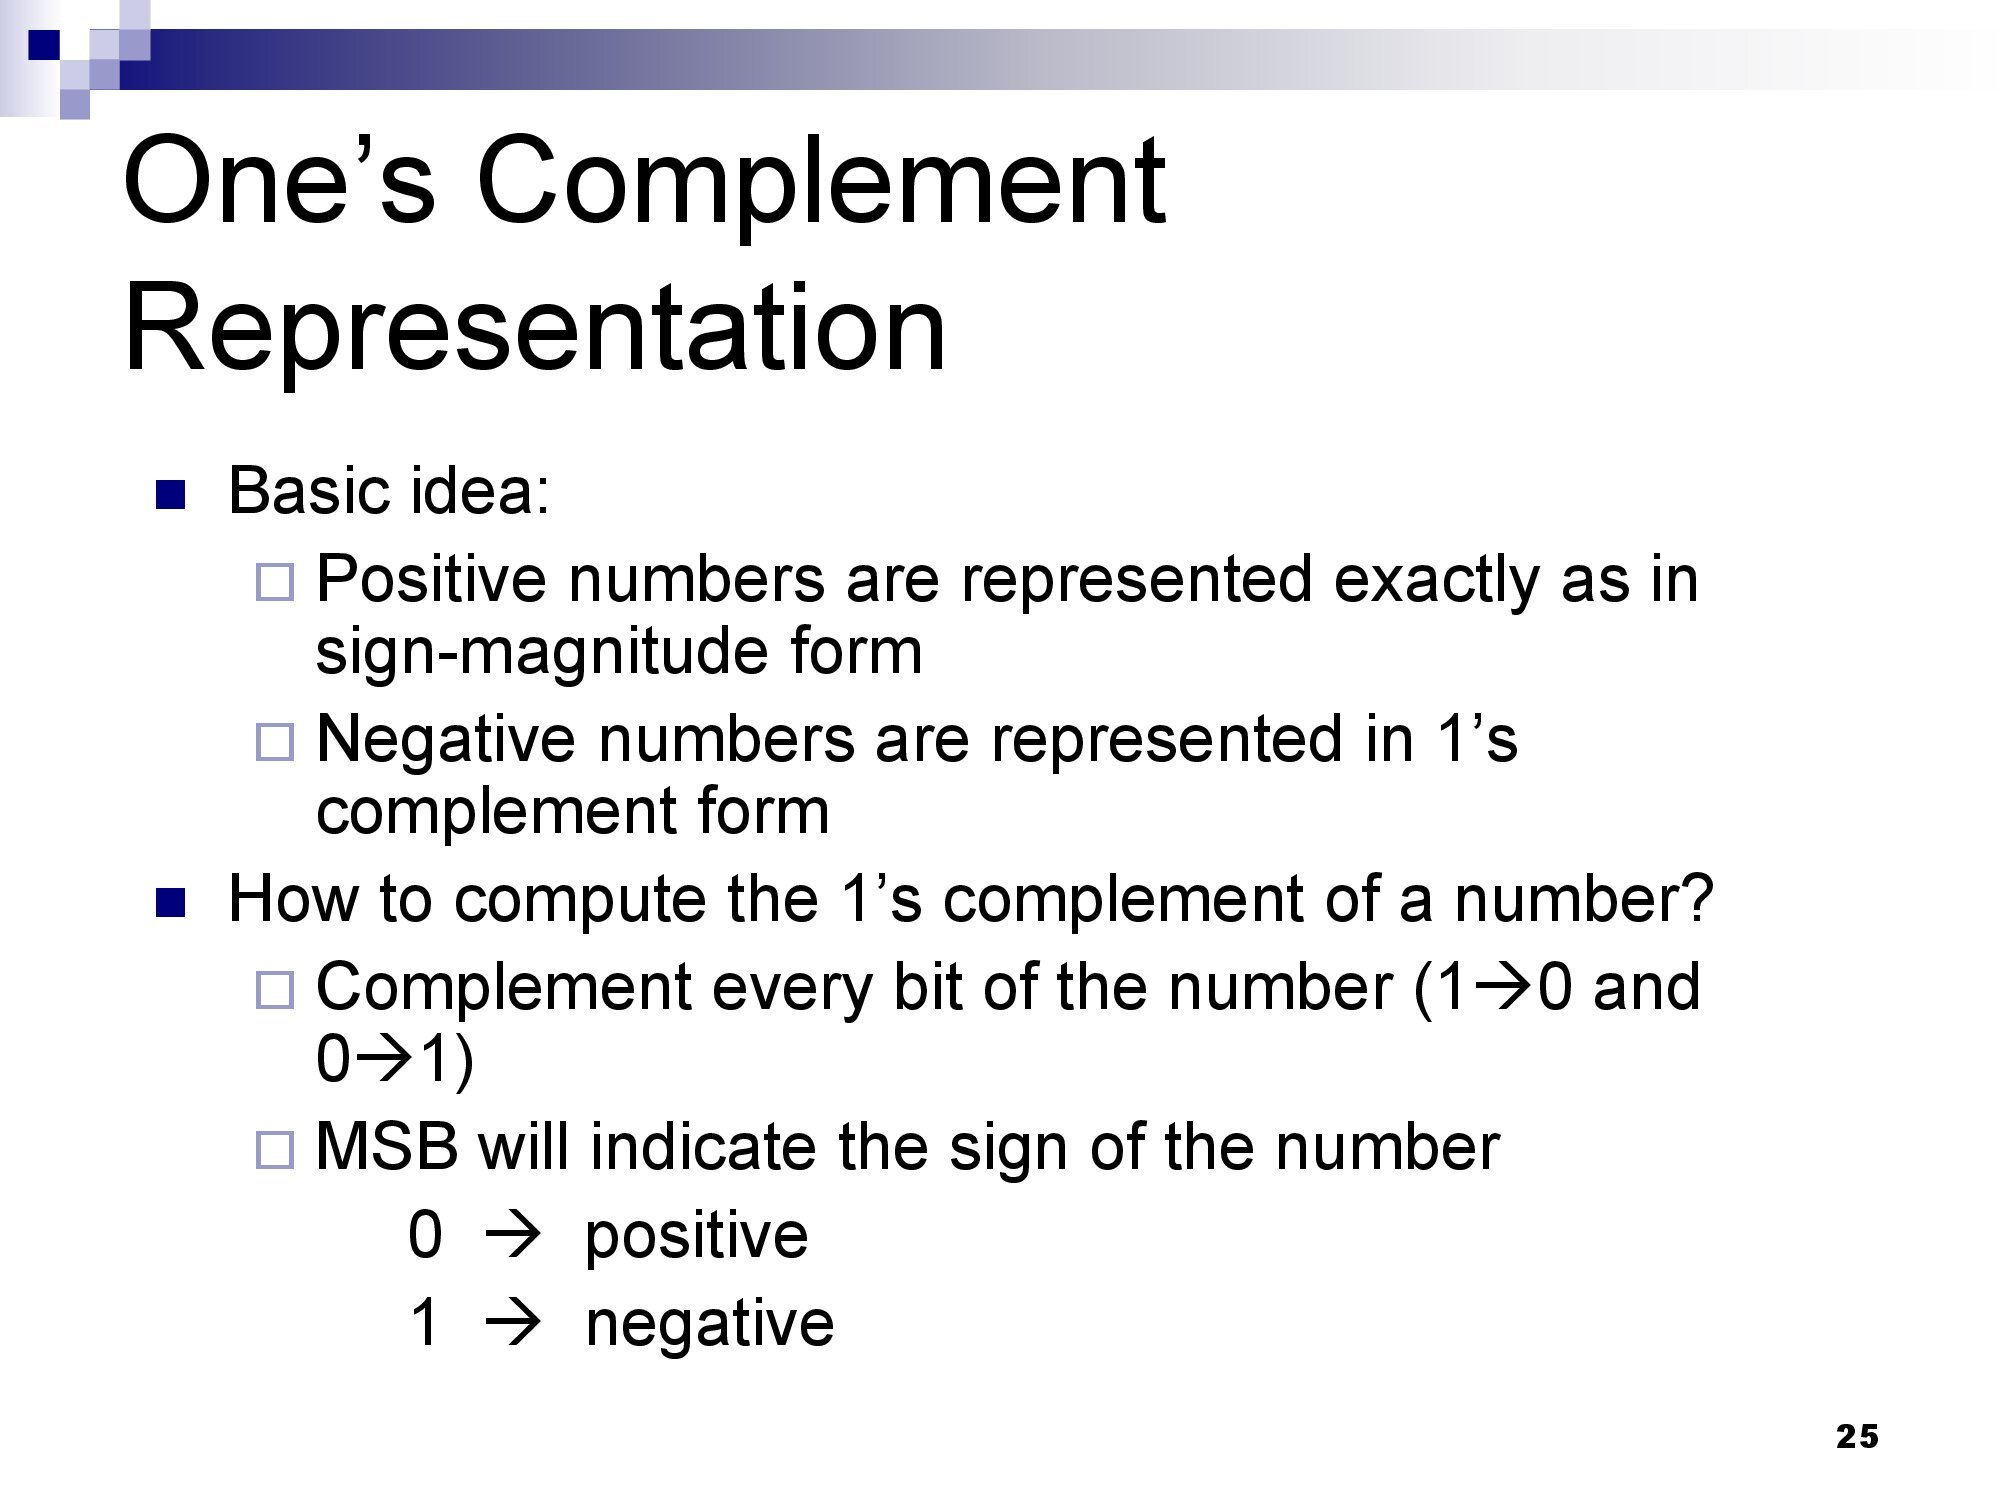 One’s Complement
Representation
Basic idea:
Positive numbers are represented exactly as in
sign-magnitude form
Negative numbers are represented in 1’s
complement form
How to compute the 1’s complement of a number?
Complement every bit of the number (1→0 and
0→1)
MSB will indicate the sign of the number
0 → positive
1 → negative
25